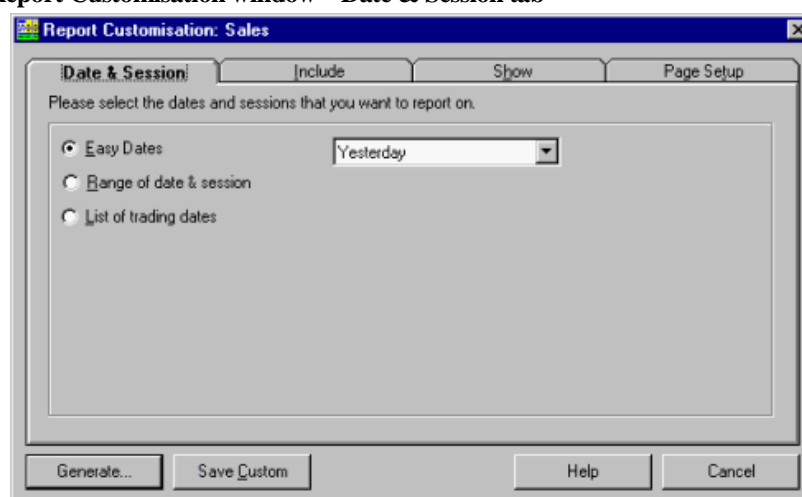 Report Customisation window – Date & Session tab
Report Customisation: Sales
Date & Session Include Show Page Setup
Please select the dates and sessions that you want to report on.
Easy Dates Yesterday
Range of date & session
List of trading dates
Generate... Save Custom Help Cancel